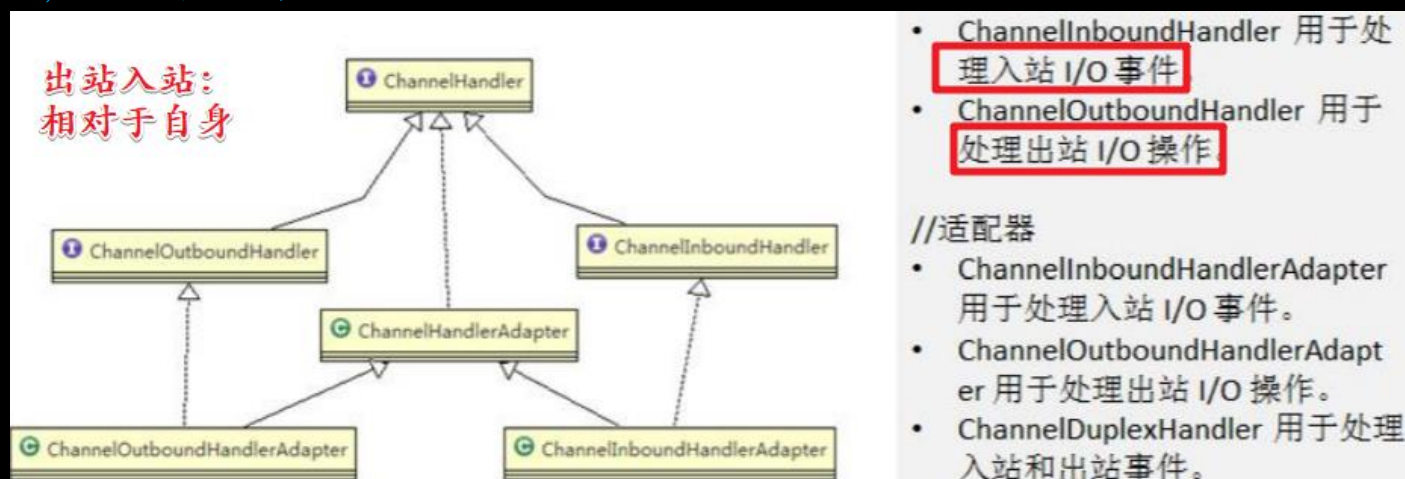 出站入站：
相对于自身
ChannelHandler
ChannelOutboundHandler
ChannelInboundHandler
ChannelHandlerAdapter
ChannelOutboundHandlerAdapter
ChannelInboundHandlerAdapter
• ChannelInboundHandler 用于处
理入站 I/O 事件
• ChannelOutboundHandler 用于
处理出站 I/O 操作。
//适配器
• ChannelInboundHandlerAdapter
用于处理入站 I/O 事件。
• ChannelOutboundHandlerAdapt
er 用于处理出站 I/O 操作。
• ChannelDuplexHandler 用于处理
入站和出站事件。